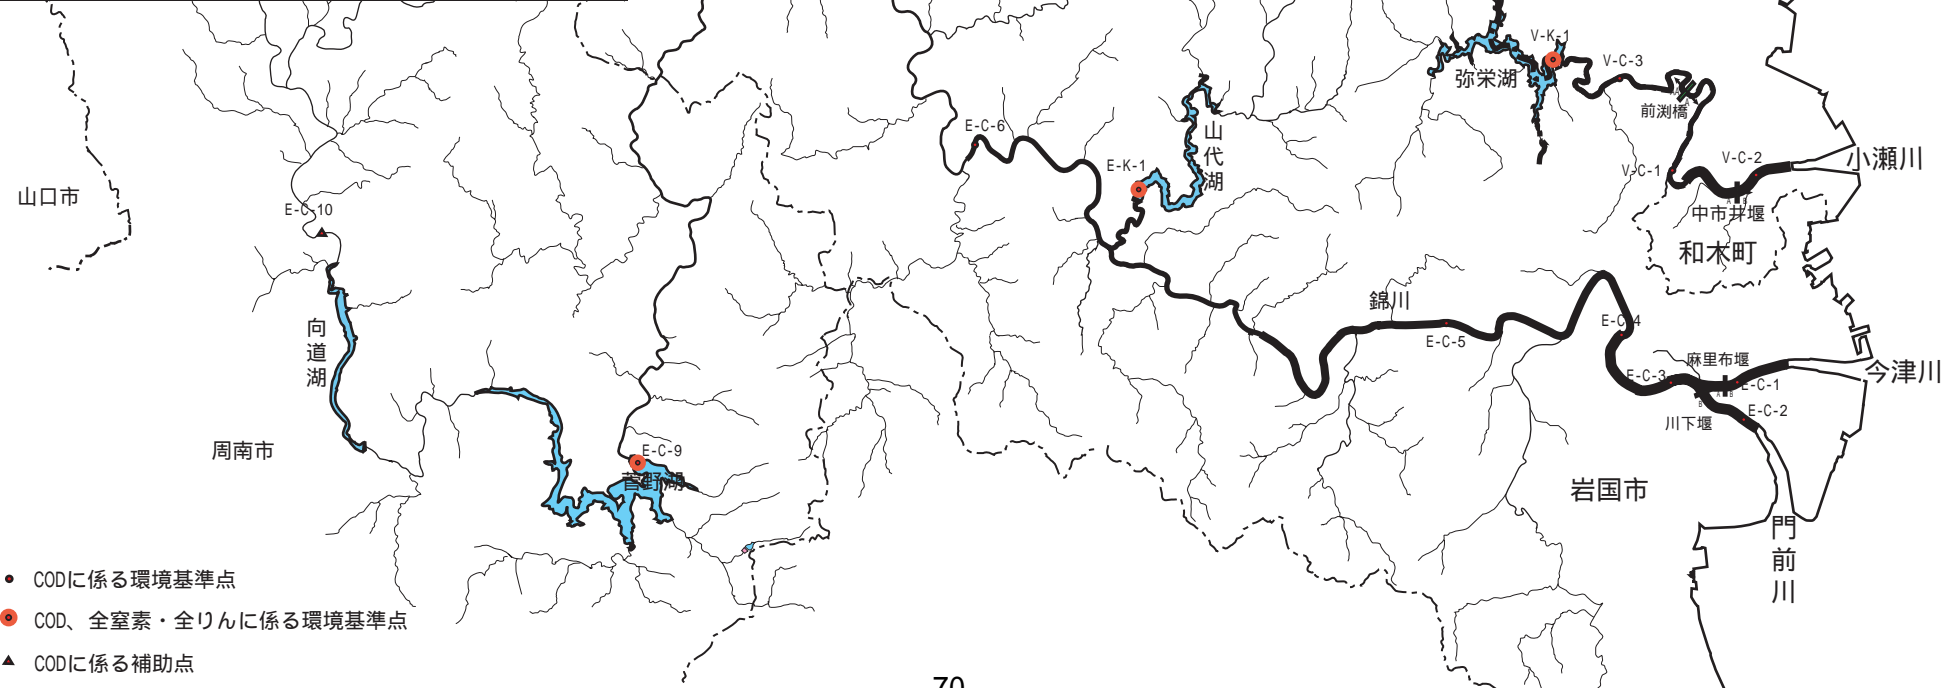 V-K-1
弥栄湖
V-C-3
前渕橋
E-C-6
山代湖
E-K-1
V-C-1
V-C-2
小瀬川
中市井堰
和木町
山口市
E-C-10
向道湖
錦川
E-C-5
E-C-4
麻里布堰
E-C-3
E-C-1
今津川
E-C-2
川下堰
周南市
E-C-9
菅野湖
岩国市
門前川
CODに係る環境基準点
COD、全窒素・全りんに係る環境基準点
CODに係る補助点
70